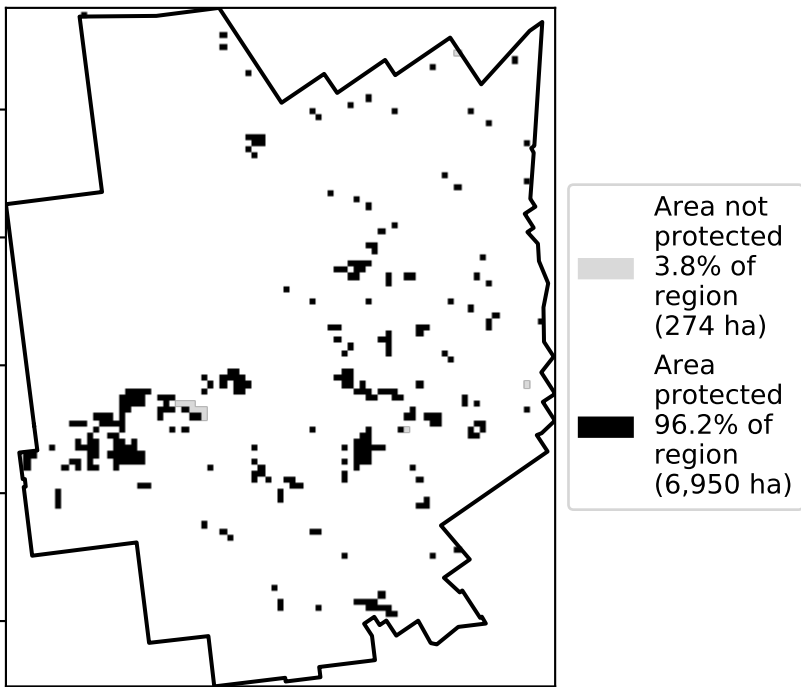 Area not
protected
3.8% of
region
(274 ha)
Area
protected
96.2% of
region
(6,950 ha)